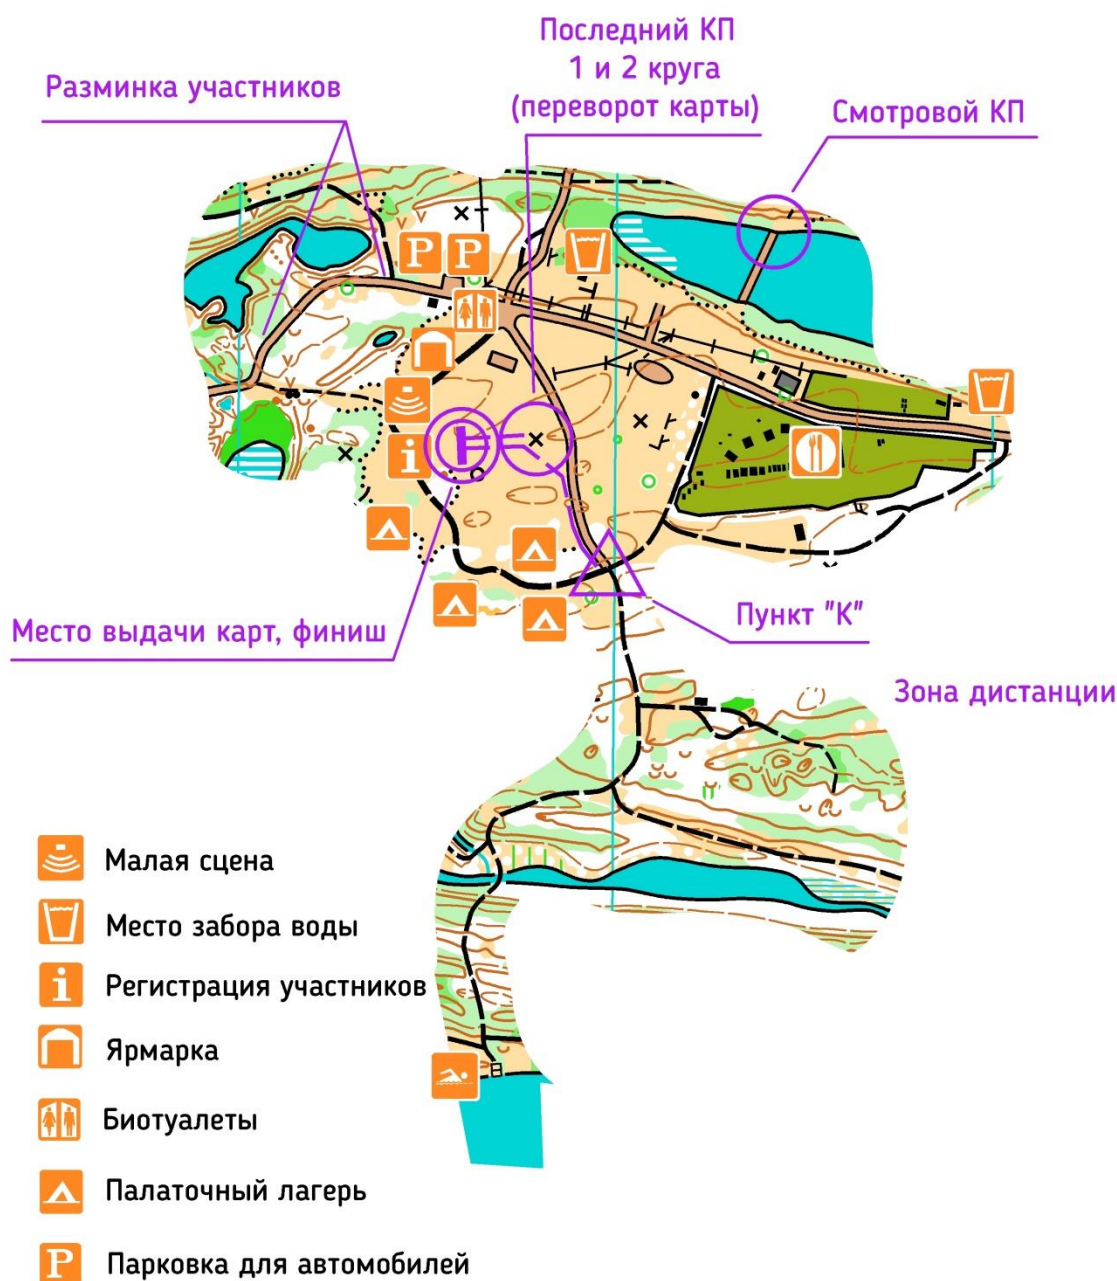 Последний КП
1 и 2 круга
(переворот карты)
Разминка участников
Смотровой КП
P P
i
Место выдачи карт, финиш
Пункт "К"
Зона дистанции
Малая сцена
Место забора воды
i Регистрация участников
Ярмарка
Биотуалеты
Палаточный лагерь
P Парковка для автомобилей